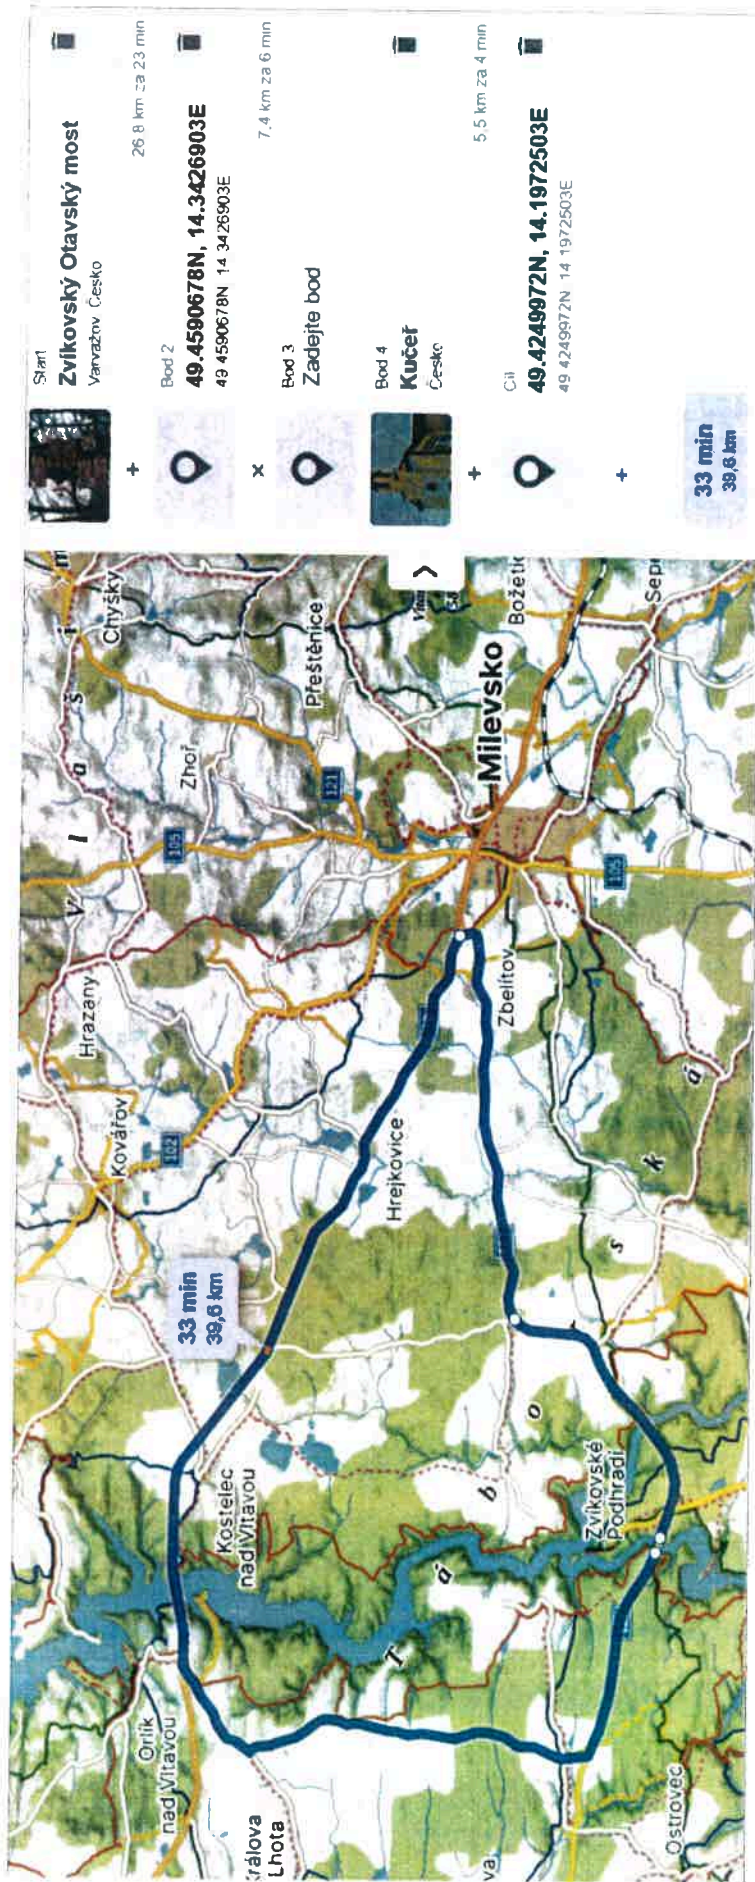 Start
Zvíkovský Otavský most
Varvažov, Česko
26,8 km za 23 min
Bod 2
49.4590678N, 14.3426903E
49.4590678N 14.3426903E
7,4 km za 6 min
Bod 3
Zadejte bod
Bod 4
Kučeř
Česko
5,5 km za 4 min
Cíl
49.4249972N, 14.1972503E
49.4249972N 14.1972503E
33 min
39,6 km
33 min
39,6 km
Chyšky
Hrazany
Kovářov
Zhoř
Přeštěnice
Milevsko
Božetic
Sepe
Zbelítov
Hrejkovice
Kostelec
nad Vltavou
Orlík
nad Vltavou
Králova
Lhota
Zvíkovské
Podhradí
Ostrovec
va
102
105
121
105
V l a š i m
T á b o s k á